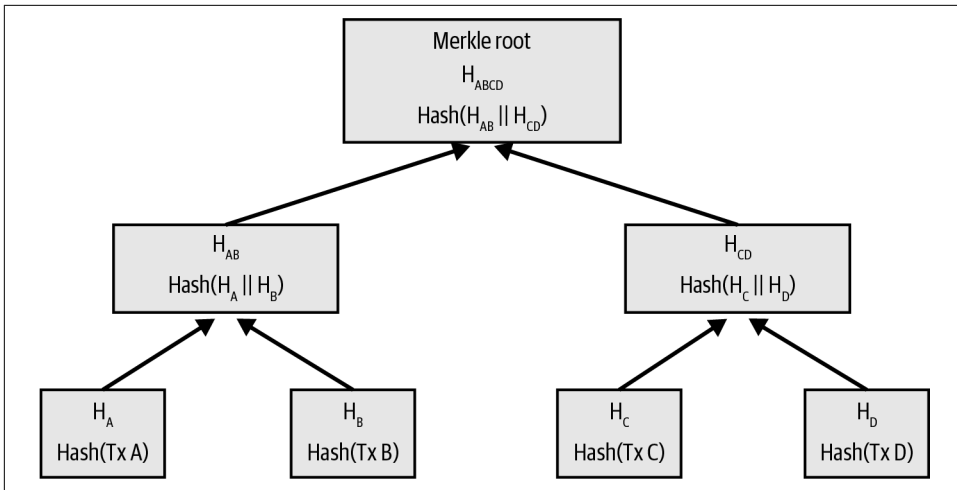 Merkle root
H_ABCD
Hash(H_AB || H_CD)
H_AB
Hash(H_A || H_B)
H_CD
Hash(H_C || H_D)
H_A
Hash(Tx A)
H_B
Hash(Tx B)
H_C
Hash(Tx C)
H_D
Hash(Tx D)